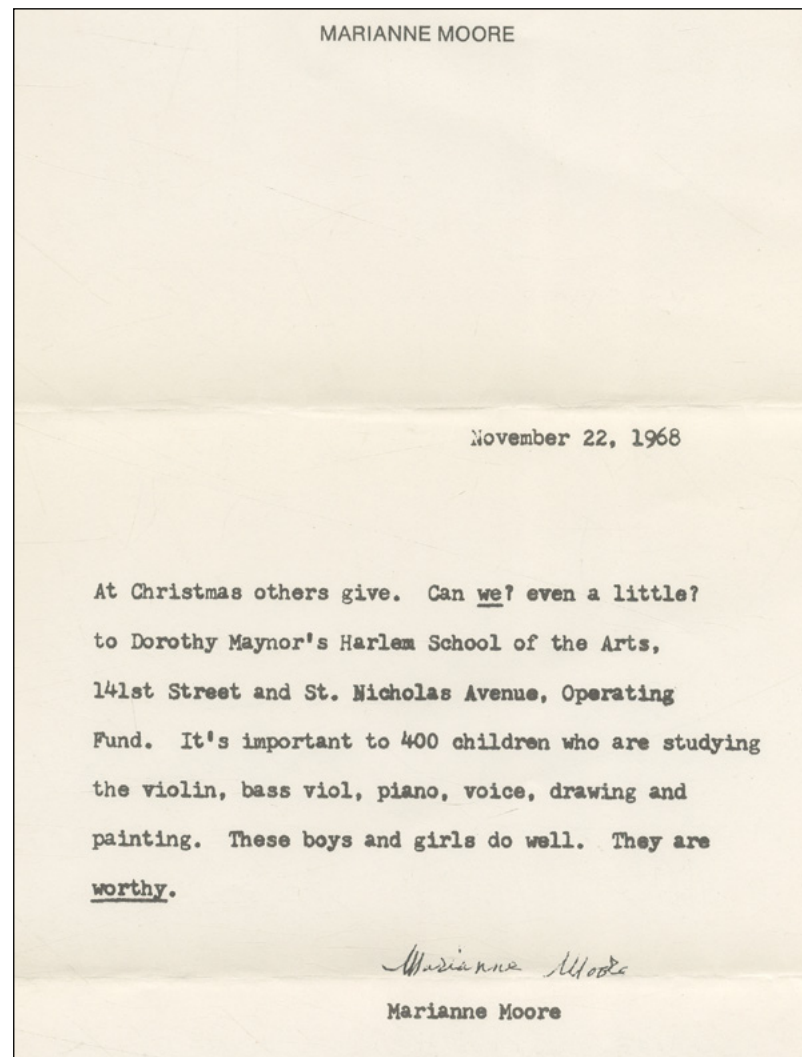 MARIANNE MOORE
November 22, 1968
At Christmas others give. Can we? even a little?
to Dorothy Maynor's Harlem School of the Arts,
141st Street and St. Nicholas Avenue, Operating
Fund. It's important to 400 children who are studying
the violin, bass viol, piano, voice, drawing and
painting. These boys and girls do well. They are
worthy.
Marianne Moore
Marianne Moore